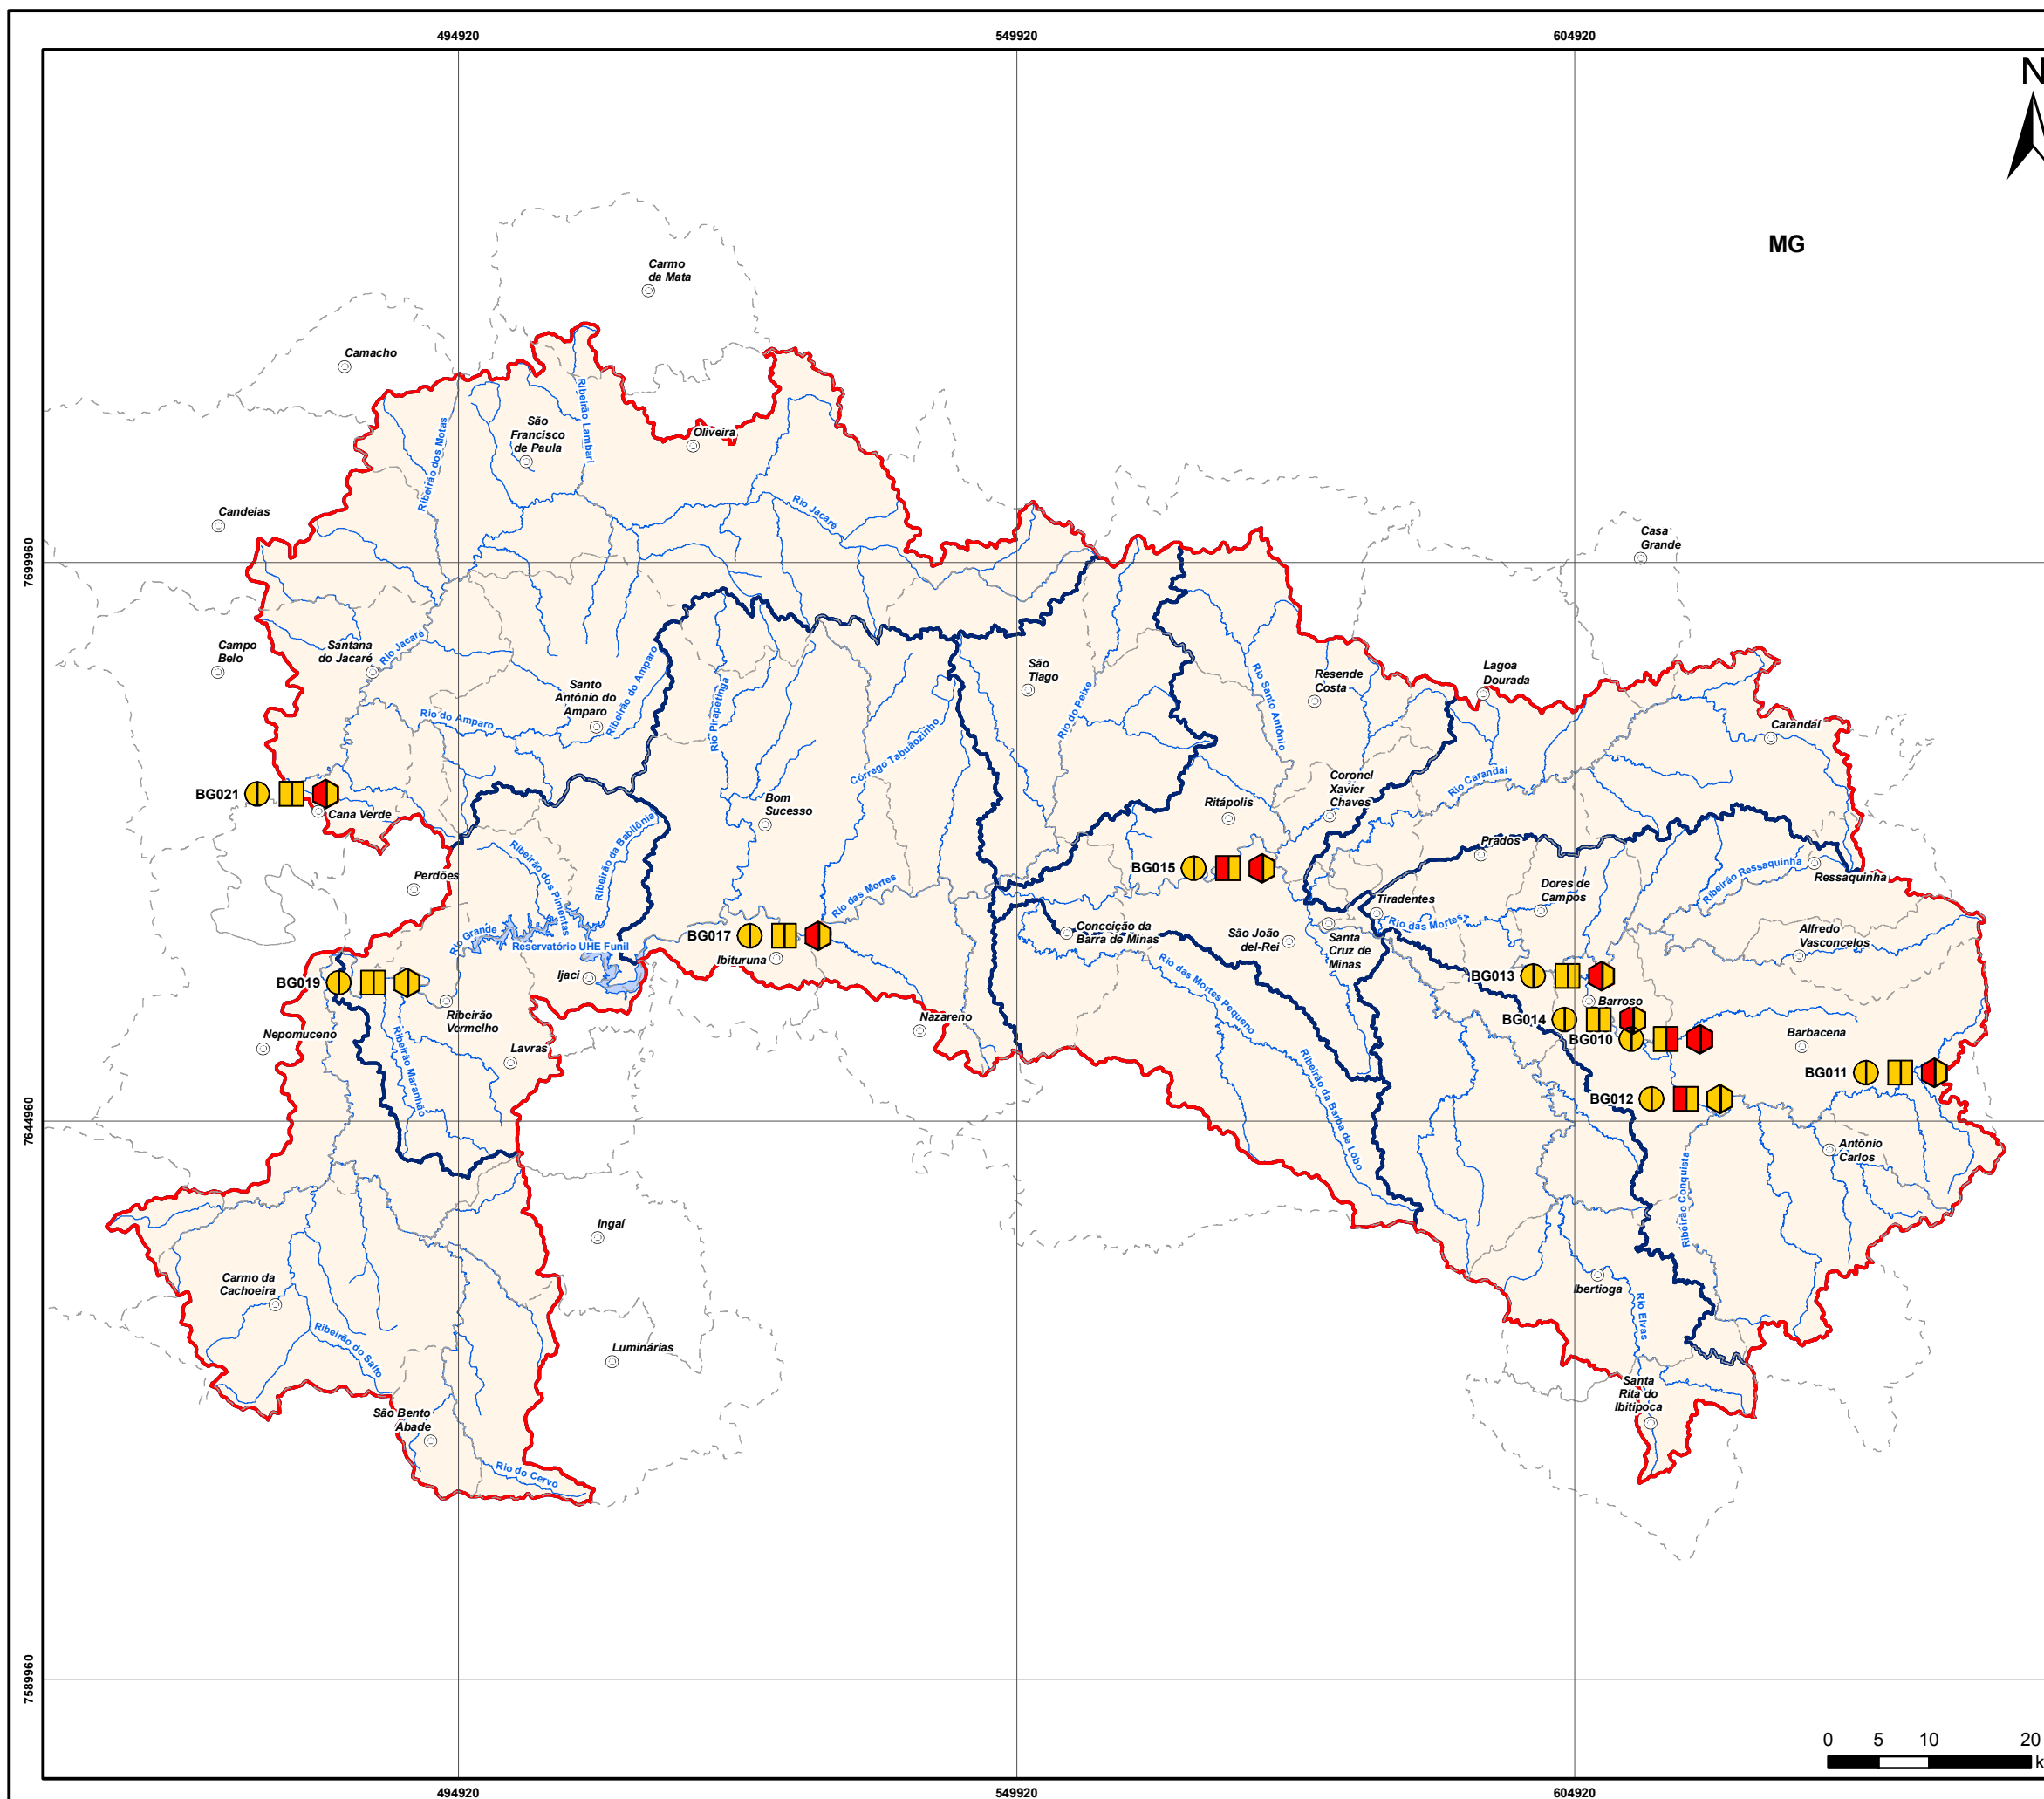 494920
549920
604920
N
MG
Carmo
da Mata
Camacho
São
Francisco
de Paula
Oliveira
Ribeirão dos Motas
Ribeirão Lambari
Rio Jacaré
Candeias
Casa
Grande
7699960
Campo
Belo
Santana
do Jacaré
Rio Jacaré
Santo
Antônio do
Amparo
Ribeirão do Amparo
Rio do Amparo
Rio Pirapetinga
Córrego Tabuãozinho
São
Tiago
Rio do Peixe
Rio Santo Antônio
Resende
Costa
Lagoa
Dourada
Carandaí
Rio Carandaí
Coronel
Xavier
Chaves
Ritápolis
BG021
Cana Verde
Bom
Sucesso
Ribeirão da Babilônia
Ribeirão dos Pimentas
Perdões
Prados
BG015
Ribeirão Ressaquinha
Ressaquinha
Rio das Mortes
Dores de
Campos
Tiradentes
Rio das Mortes
Rio Grande
Reservatório UHE Funil
BG017
Ibituruna
Conceição da
Barra de Minas
São João
del-Rei
Santa
Cruz de
Minas
Alfredo
Vasconcelos
Ijaci
BG019
BG013
Rio das Mortes Pequeno
Barroso
Ribeirão
Vermelho
BG014
Nazareno
BG010
Barbacena
Nepomuceno
Lavras
Ribeirão Maranhão
Ribeirão da Barba de Lobo
BG011
BG012
7644960
Antônio
Carlos
Ribeirão Conquista
Ingaí
Carmo da
Cachoeira
Ibertioga
Rio Elvas
Ribeirão do Salto
Luminárias
Santa
Rita do
Ibitipoca
São Bento
Abade
Rio do Cervo
7589960
0 5 10 20
k
494920
549920
604920